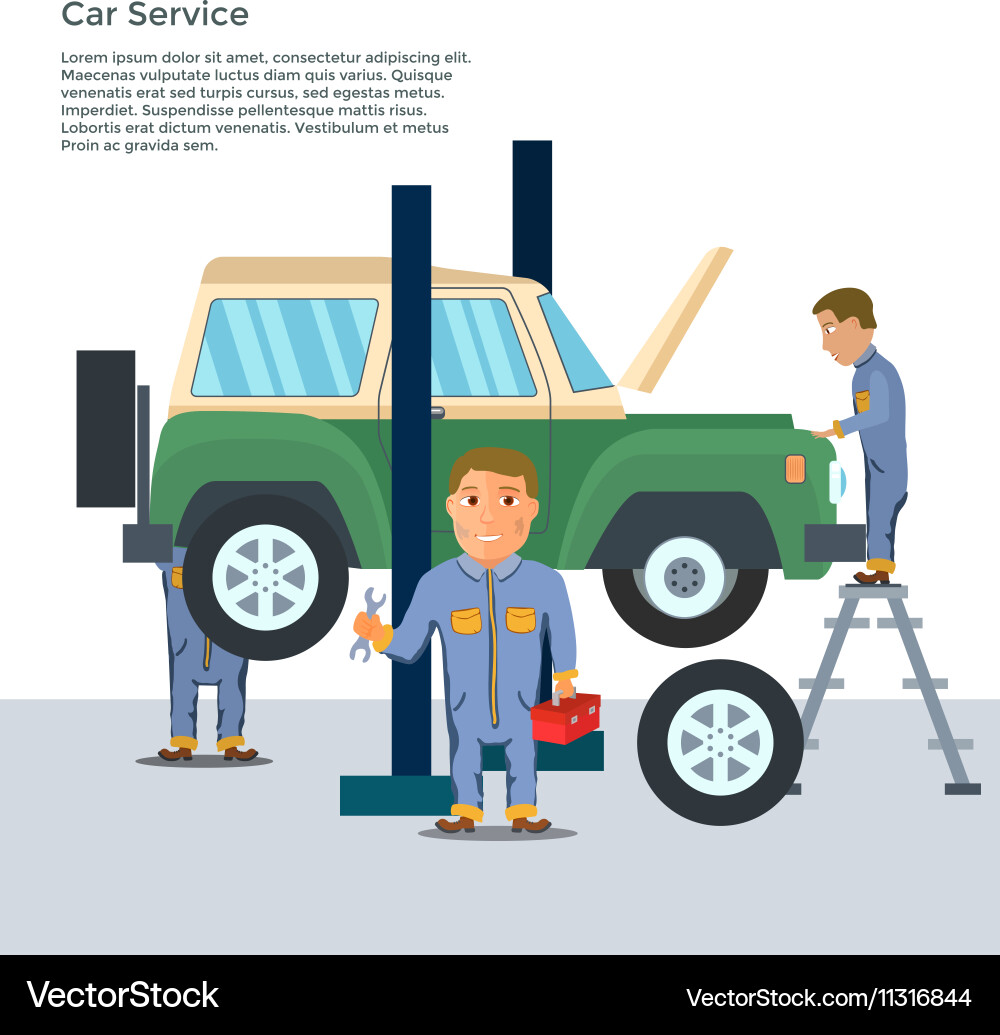 Car Service
Lorem ipsum dolor sit amet, consectetur adipiscing elit.
Maecenas vulputate luctus diam quis varius. Quisque
venenatis erat sed turpis cursus, sed egestas metus.
Imperdiet. Suspendisse pellentesque mattis risus.
Lobortis erat dictum venenatis. Vestibulum et metus
Proin ac gravida sem.
VectorStock
VectorStock.com/11316844